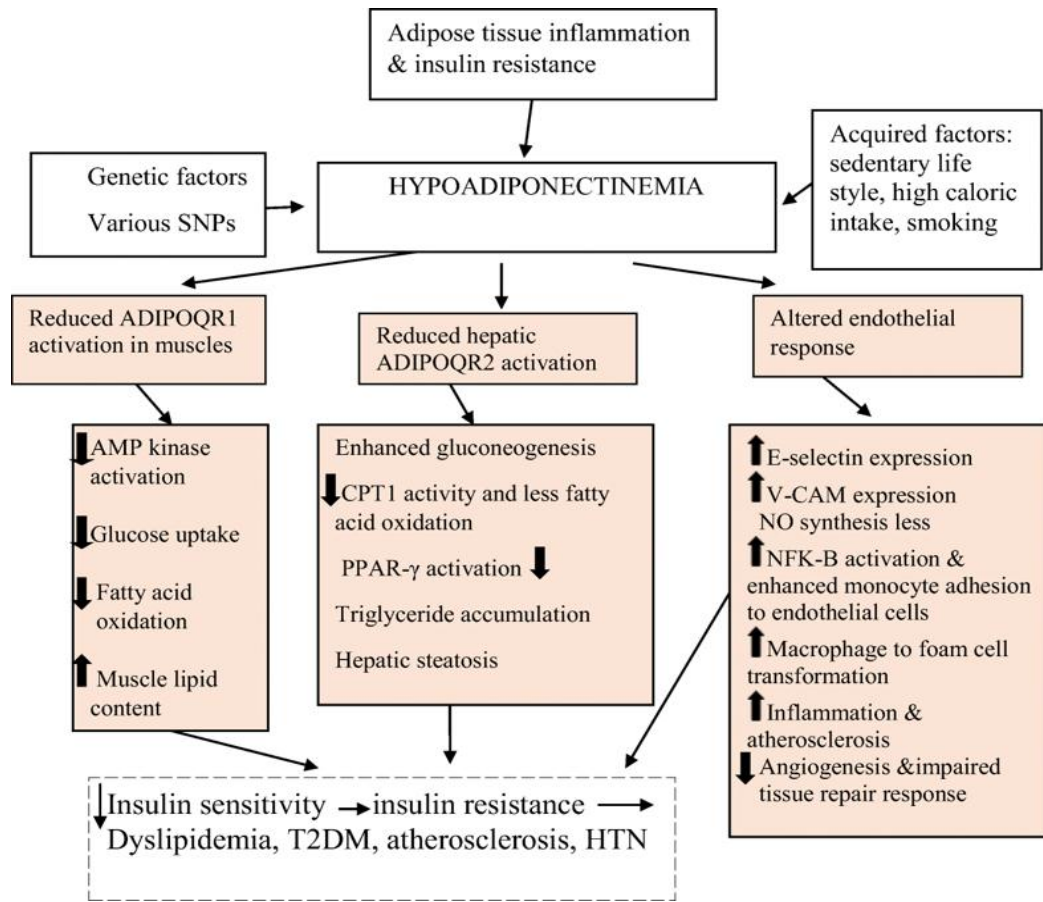 Adipose tissue inflammation
& insulin resistance
Genetic factors
Various SNPs
HYPOADIPONECTINEMIA
Acquired factors:
sedentary life
style, high caloric
intake, smoking
Reduced ADIPOQR1
activation in muscles
Reduced hepatic
ADIPOQR2 activation
Altered endothelial
response
AMP kinase
activation
Glucose uptake
Fatty acid
oxidation
Muscle lipid
content
Enhanced gluconeogenesis
CPT1 activity and less fatty
acid oxidation
PPAR-γ activation
Triglyceride accumulation
Hepatic steatosis
E-selectin expression
V-CAM expression
NO synthesis less
NFK-B activation &
enhanced monocyte adhesion
to endothelial cells
Macrophage to foam cell
transformation
Inflammation &
atherosclerosis
Angiogenesis &impaired
tissue repair response
Insulin sensitivity → insulin resistance →
Dyslipidemia, T2DM, atherosclerosis, HTN